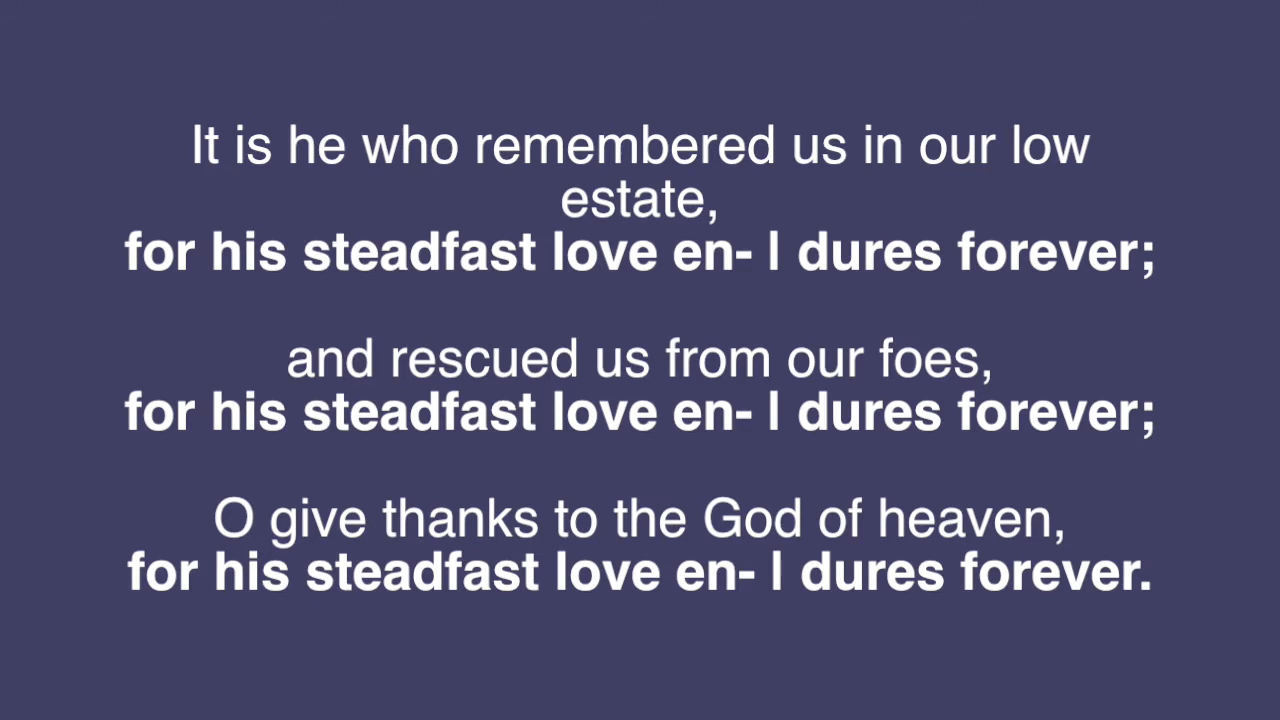 It is he who remembered us in our low
estate,
for his steadfast love en- | dures forever;
and rescued us from our foes,
for his steadfast love en- | dures forever;
O give thanks to the God of heaven,
for his steadfast love en- | dures forever.